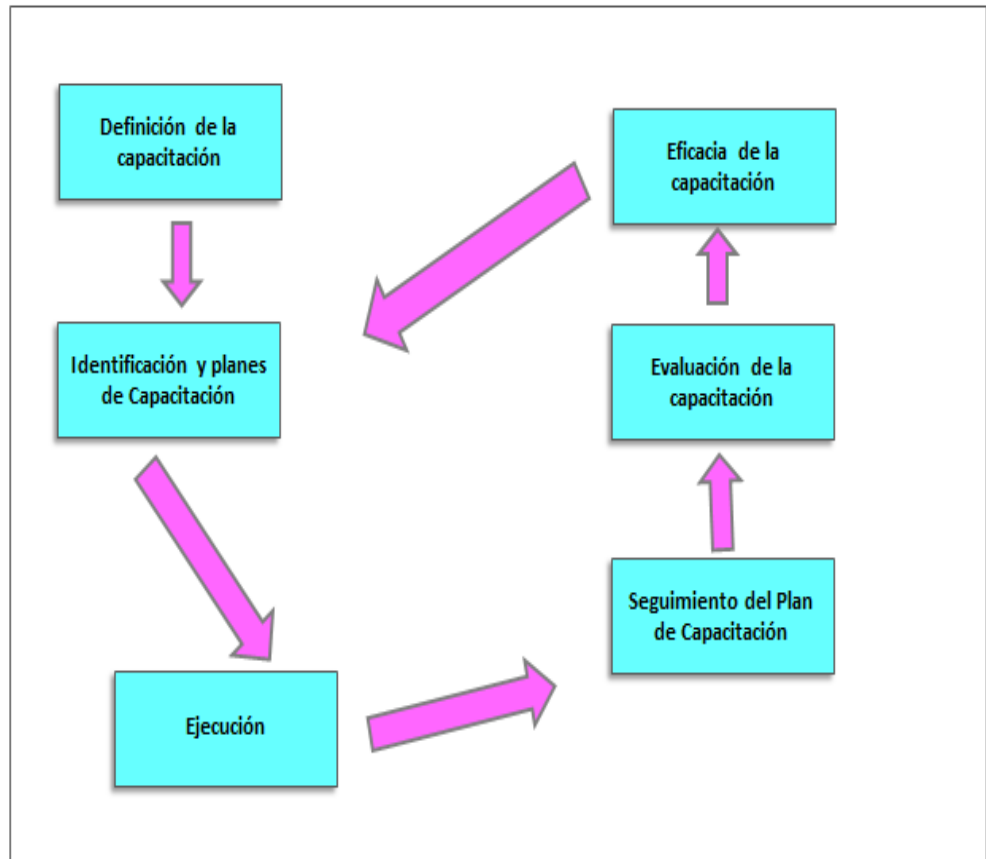 Definición de la
capacitación
Identificación y planes
de Capacitación
Ejecución
Seguimiento del Plan
de Capacitación
Evaluación de la
capacitación
Eficacia de la
capacitación